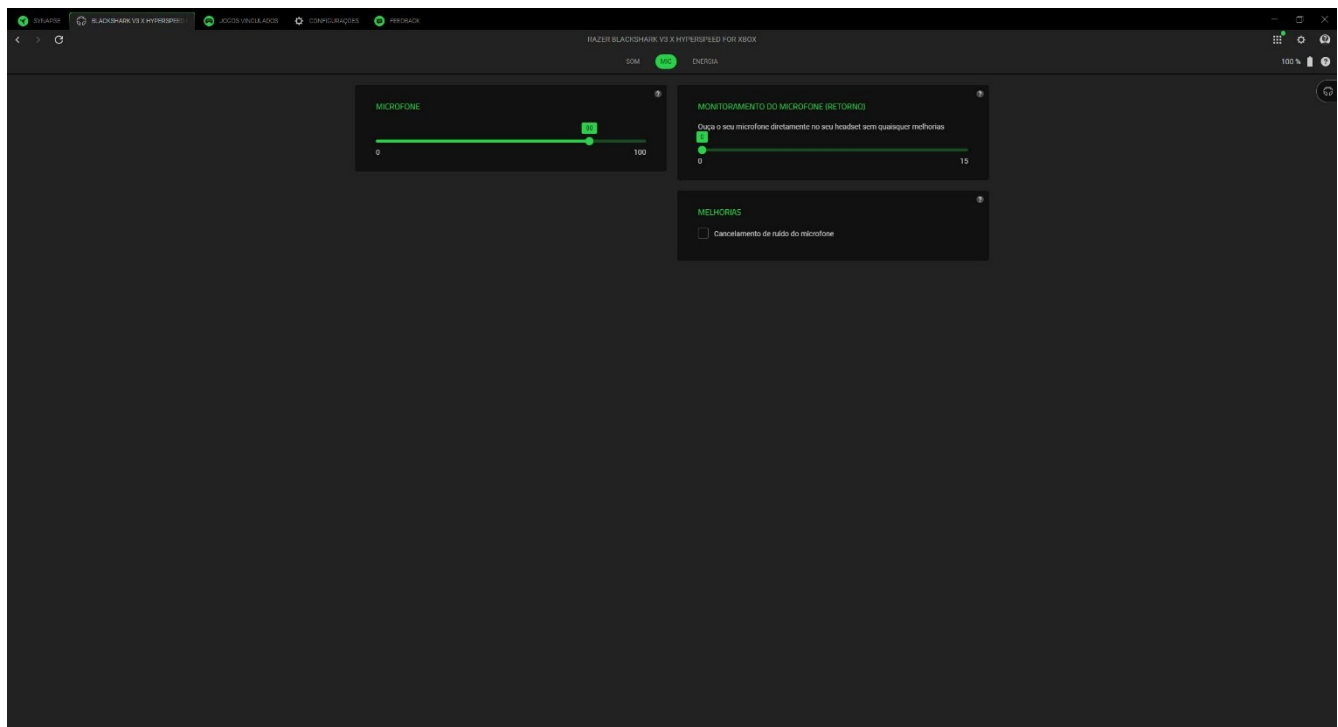 SYNAPSE
BLACKSHARK V3 X HYPERSPEED
JOGOS VINCULADOS
CONFIGURAÇÕES
FEEDBACK
RAZER BLACKSHARK V3 X HYPERSPEED FOR XBOX
SOM
MIC
ENERGIA
100 %
MICROFONE
0
100
MONITORAMENTO DO MICROFONE (RETORNO)
Ouça o seu microfone diretamente no seu headset sem quaisquer melhorias
0
0
15
MELHORIAS
Cancelamento de ruído do microfone